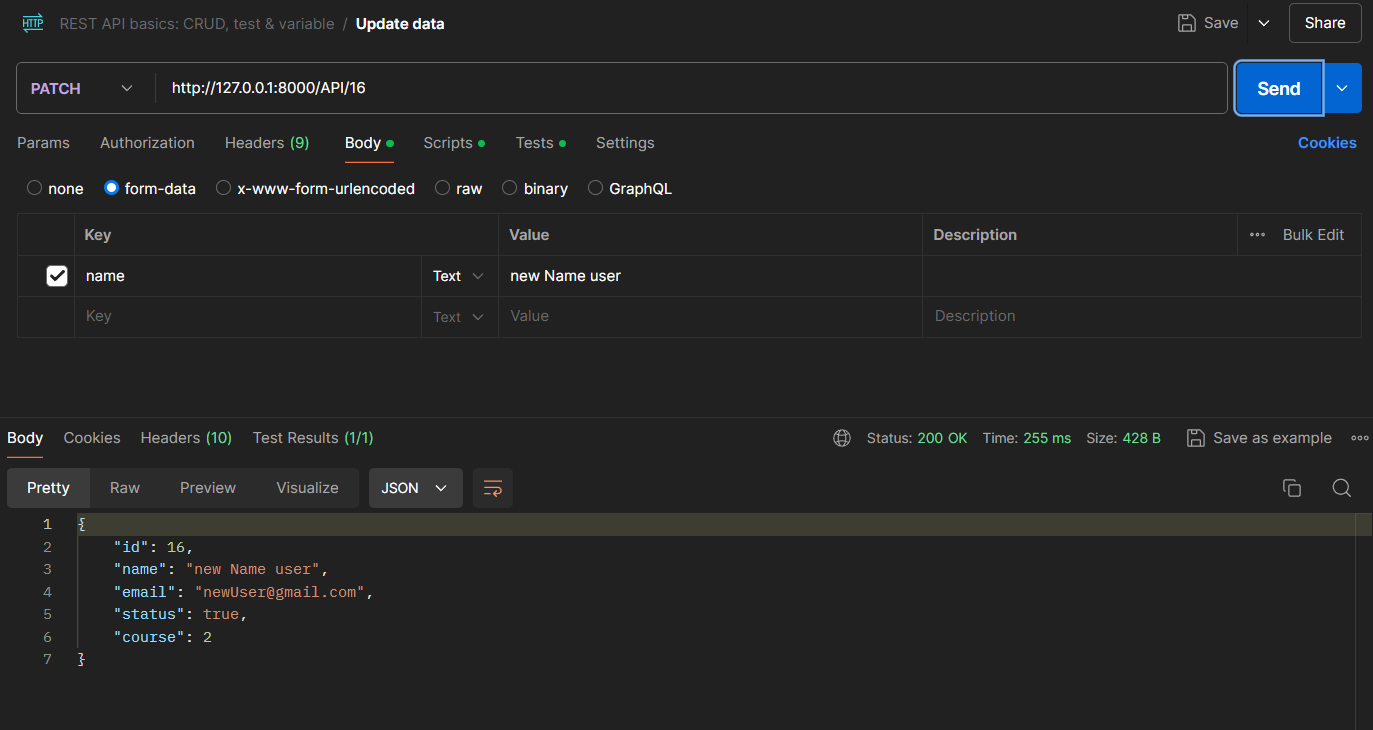 HTTP REST API basics: CRUD, test & variable / Update data Save Share
PATCH http://127.0.0.1:8000/API/16 Send
Params Authorization Headers (9) Body Scripts Tests Settings Cookies
none form-data x-www-form-urlencoded raw binary GraphQL
Key Value Description ••• Bulk Edit
name Text new Name user
Key Text Value Description
Body Cookies Headers (10) Test Results (1/1) Status: 200 OK Time: 255 ms Size: 428 B Save as example
Pretty Raw Preview Visualize JSON
1 {
2 "id": 16,
3 "name": "new Name user",
4 "email": "newUser@gmail.com",
5 "status": true,
6 "course": 2
7 }